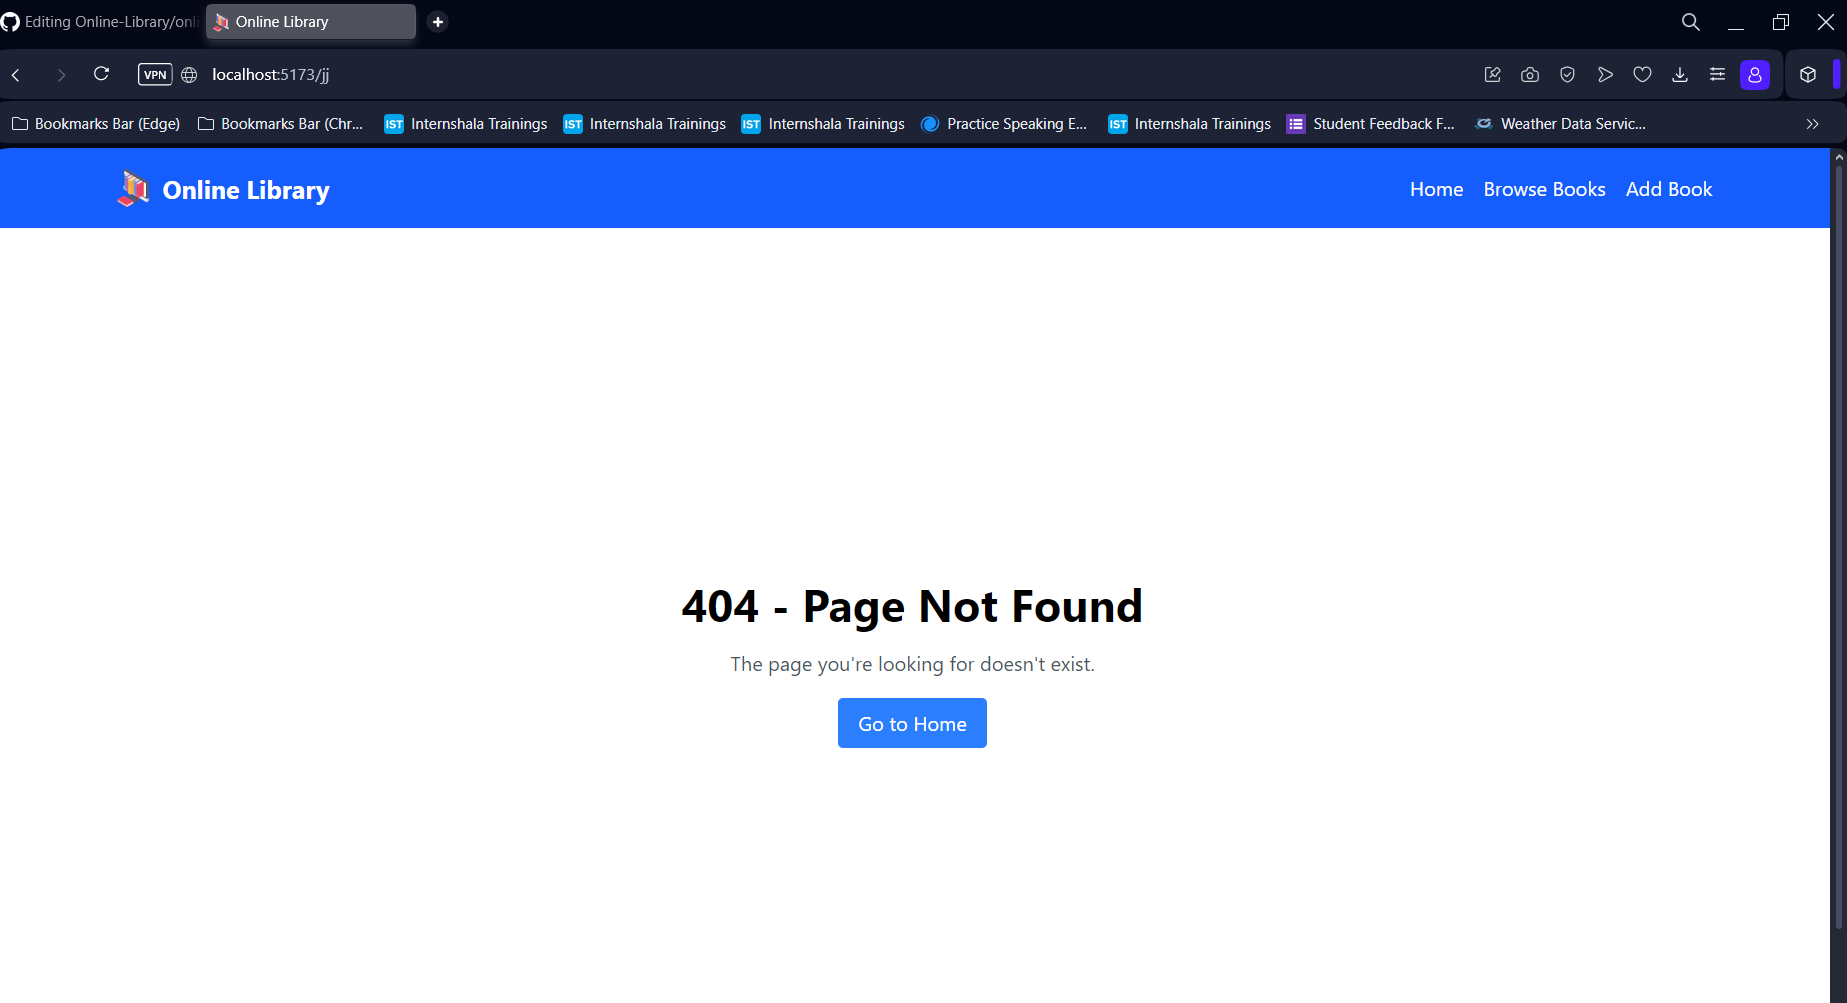 Editing Online-Library/onl
Online Library
VPN
localhost:5173/jj
Bookmarks Bar (Edge)
Bookmarks Bar (Chr...
IST Internshala Trainings
IST Internshala Trainings
IST Internshala Trainings
Practice Speaking E...
IST Internshala Trainings
Student Feedback F...
Weather Data Servic...
Online Library
Home
Browse Books
Add Book
404 - Page Not Found
The page you're looking for doesn't exist.
Go to Home